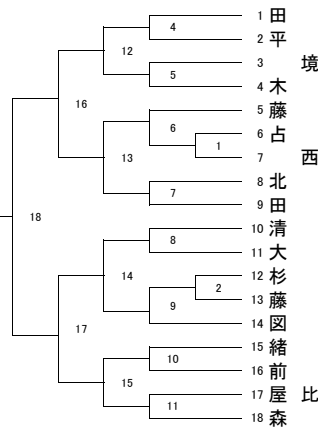 1 田
4
2 平
12
3 境
5
4 木
16
5 藤
6
6 占
1
13
7 西
8 北
7
9 田
18
10 清
8
11 大
14
12 杉
2
9
13 藤
14 図
17
15 緒
10
16 前
15
17 屋 比
11
18 森